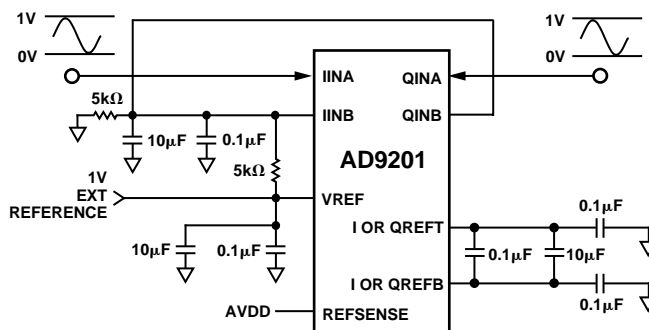 1V
0V
1V
0V
IINA
QINA
5kΩ
IINB
QINB
10µF
0.1µF
AD9201
5kΩ
1V
EXT
REFERENCE
VREF
0.1µF
I OR QREFT
10µF
0.1µF
0.1µF
10µF
I OR QREFB
0.1µF
AVDD
REFSENSE